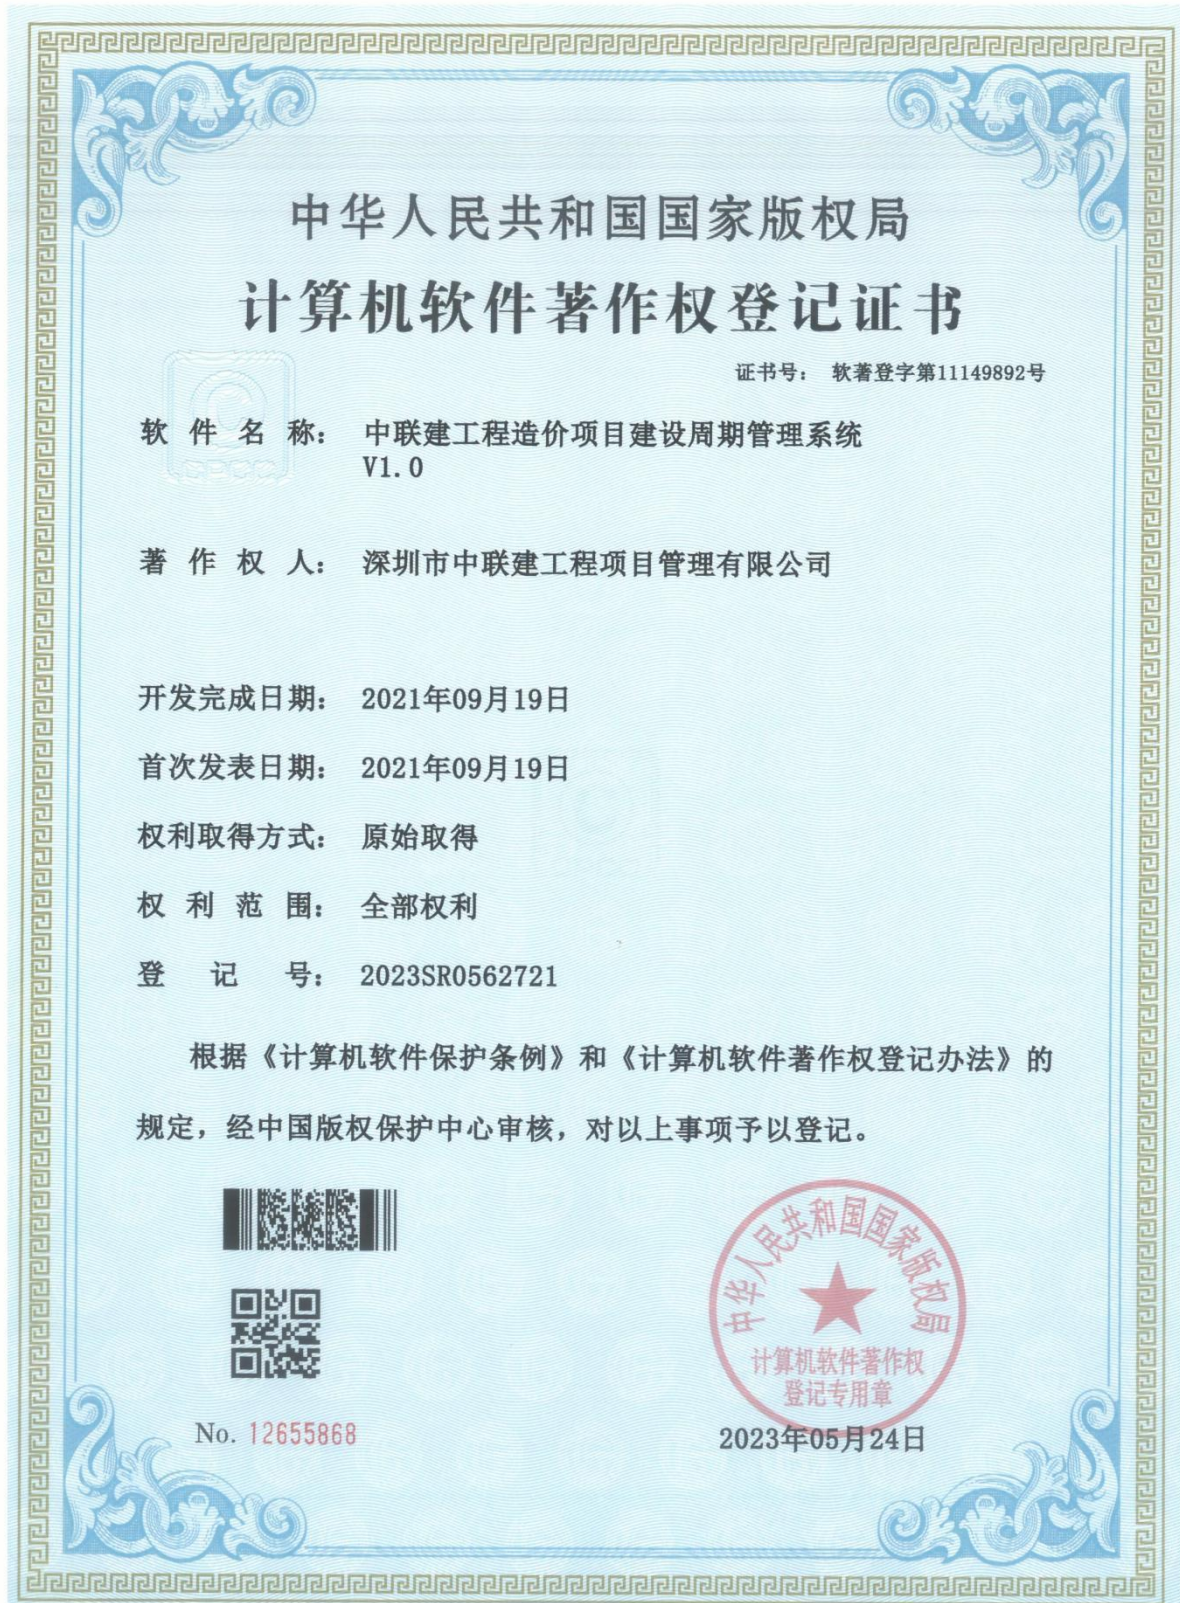 中华人民共和国国家版权局
计算机软件著作权登记证书
证书号： 软著登字第11149892号
软件名称： 中联建工程造价项目建设周期管理系统
V1.0
CPCC
著作权人： 深圳市中联建工程项目管理有限公司
开发完成日期： 2021年09月19日
首次发表日期： 2021年09月19日
权利取得方式： 原始取得
权利范围： 全部权利
登记号： 2023SR0562721
根据《计算机软件保护条例》和《计算机软件著作权登记办法》的
规定，经中国版权保护中心审核，对以上事项予以登记。
中华人民共和国国家版权局
计算机软件著作权
登记专用章
No. 12655868
2023年05月24日